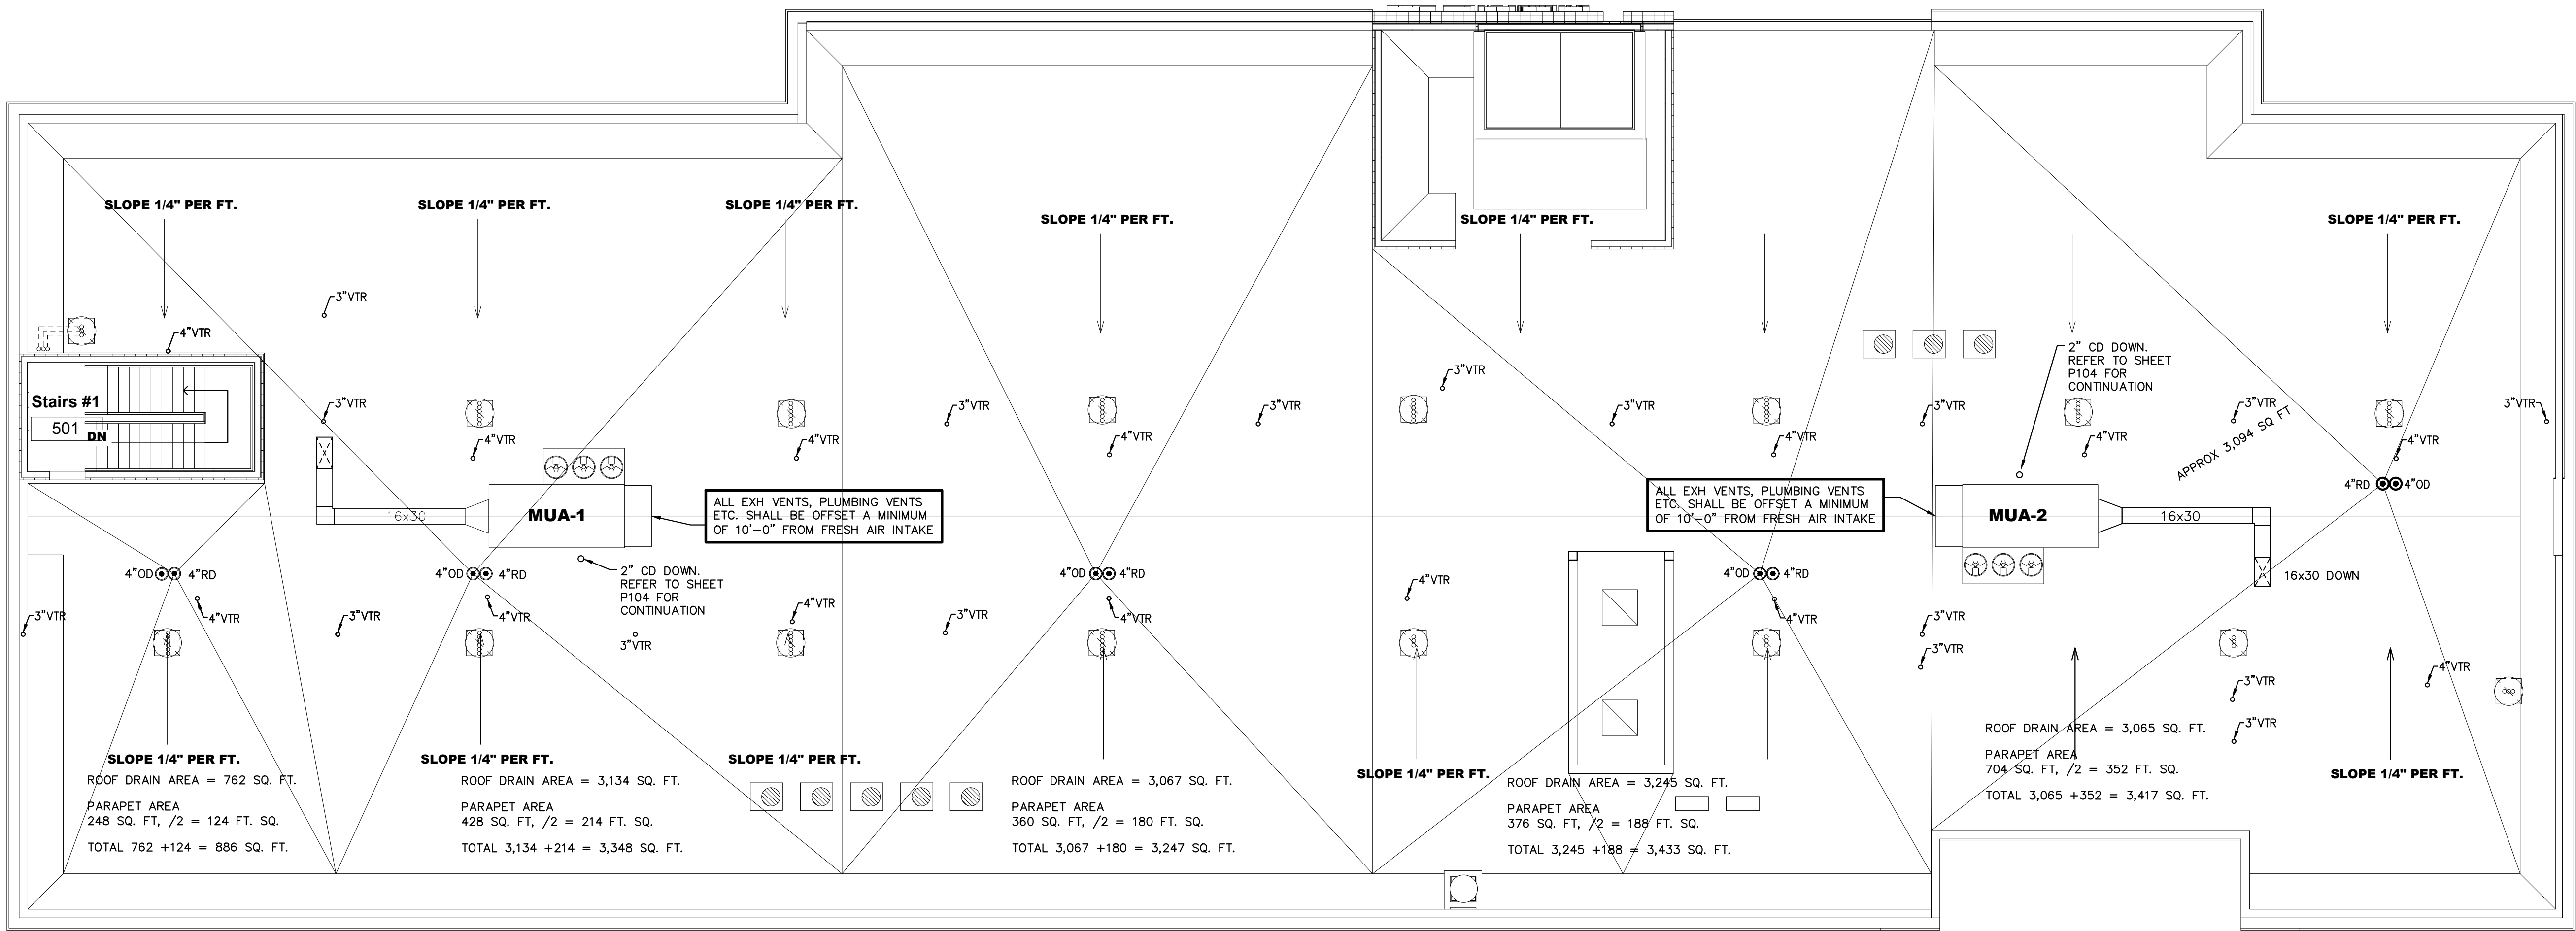 SLOPE 1/4" PER FT.
SLOPE 1/4" PER FT.
SLOPE 1/4" PER FT.
SLOPE 1/4" PER FT.
SLOPE 1/4" PER FT.
SLOPE 1/4" PER FT.
3"VTR
4"VTR
Stairs #1
501
DN
3"VTR
4"VTR
16x30
MUA-1
4"VTR
3"VTR
4"VTR
3"VTR
3"VTR
3"VTR
4"VTR
3"VTR
2" CD DOWN.
REFER TO SHEET
P104 FOR
CONTINUATION
3"VTR
4"VTR
APPROX 3,094 SQ FT
3"VTR
4"VTR
4"RD
4"OD
ALL EXH VENTS, PLUMBING VENTS
ETC. SHALL BE OFFSET A MINIMUM
OF 10'-0" FROM FRESH AIR INTAKE
ALL EXH VENTS, PLUMBING VENTS
ETC. SHALL BE OFFSET A MINIMUM
OF 10'-0" FROM FRESH AIR INTAKE
MUA-2
16x30
16x30 DOWN
4"OD
4"RD
4"OD
4"RD
2" CD DOWN.
REFER TO SHEET
P104 FOR
CONTINUATION
4"OD
4"RD
4"OD
4"RD
3"VTR
4"VTR
3"VTR
4"VTR
3"VTR
4"VTR
3"VTR
4"VTR
4"VTR
4"VTR
3"VTR
3"VTR
3"VTR
3"VTR
4"VTR
dsp
SLOPE 1/4" PER FT.
SLOPE 1/4" PER FT.
SLOPE 1/4" PER FT.
SLOPE 1/4" PER FT.
SLOPE 1/4" PER FT.
ROOF DRAIN AREA = 762 SQ. FT.
PARAPET AREA
248 SQ. FT, /2 = 124 FT. SQ.
TOTAL 762 +124 = 886 SQ. FT.
ROOF DRAIN AREA = 3,134 SQ. FT.
PARAPET AREA
428 SQ. FT, /2 = 214 FT. SQ.
TOTAL 3,134 +214 = 3,348 SQ. FT.
ROOF DRAIN AREA = 3,067 SQ. FT.
PARAPET AREA
360 SQ. FT, /2 = 180 FT. SQ.
TOTAL 3,067 +180 = 3,247 SQ. FT.
ROOF DRAIN AREA = 3,245 SQ. FT.
PARAPET AREA
376 SQ. FT, /2 = 188 FT. SQ.
TOTAL 3,245 +188 = 3,433 SQ. FT.
ROOF DRAIN AREA = 3,065 SQ. FT.
PARAPET AREA
704 SQ. FT, /2 = 352 FT. SQ.
TOTAL 3,065 +352 = 3,417 SQ. FT.